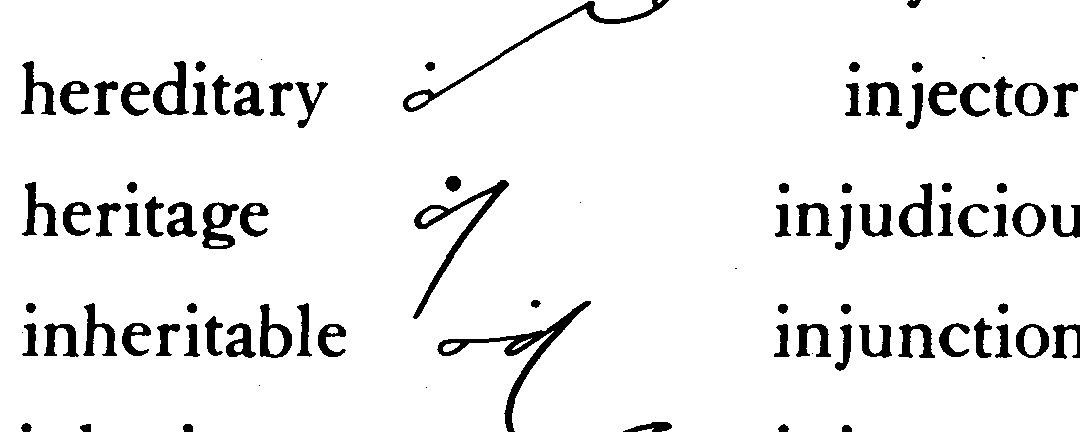 hereditary injector
heritage injudiciou
inheritable injunction